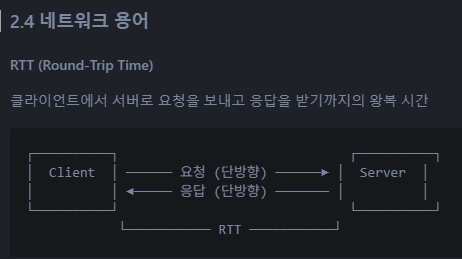 2.4 네트워크 용어
RTT (Round-Trip Time)
클라이언트에서 서버로 요청을 보내고 응답을 받기까지의 왕복 시간
Client 요청 (단방향) Server
응답 (단방향)
RTT